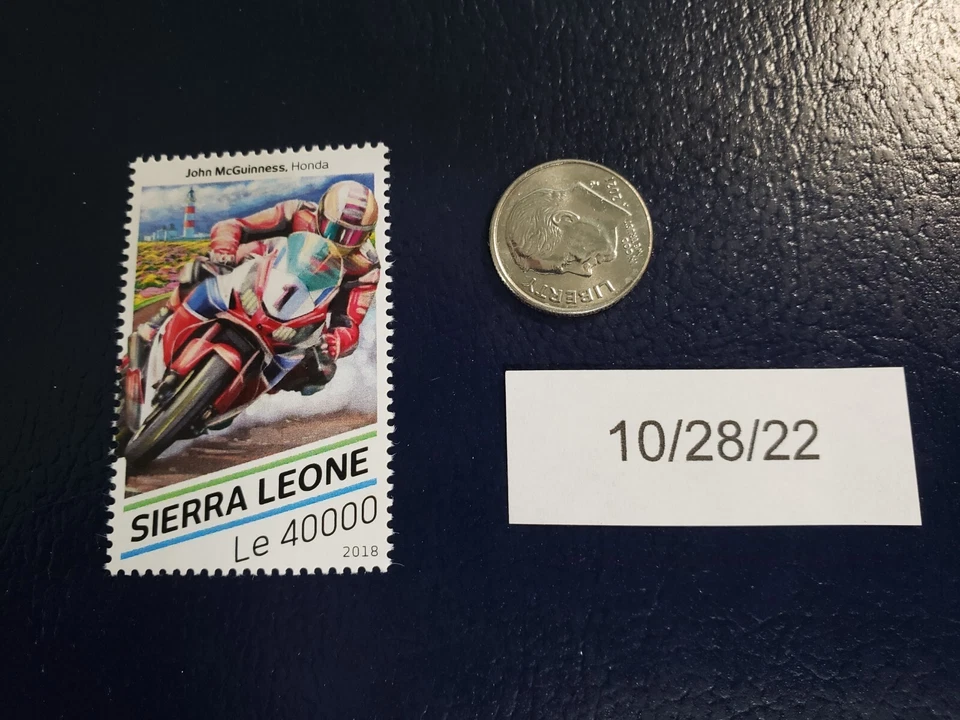 John McGuinness, Honda
1
SIERRA LEONE
Le 40000
2018
LIBERTY
10/28/22